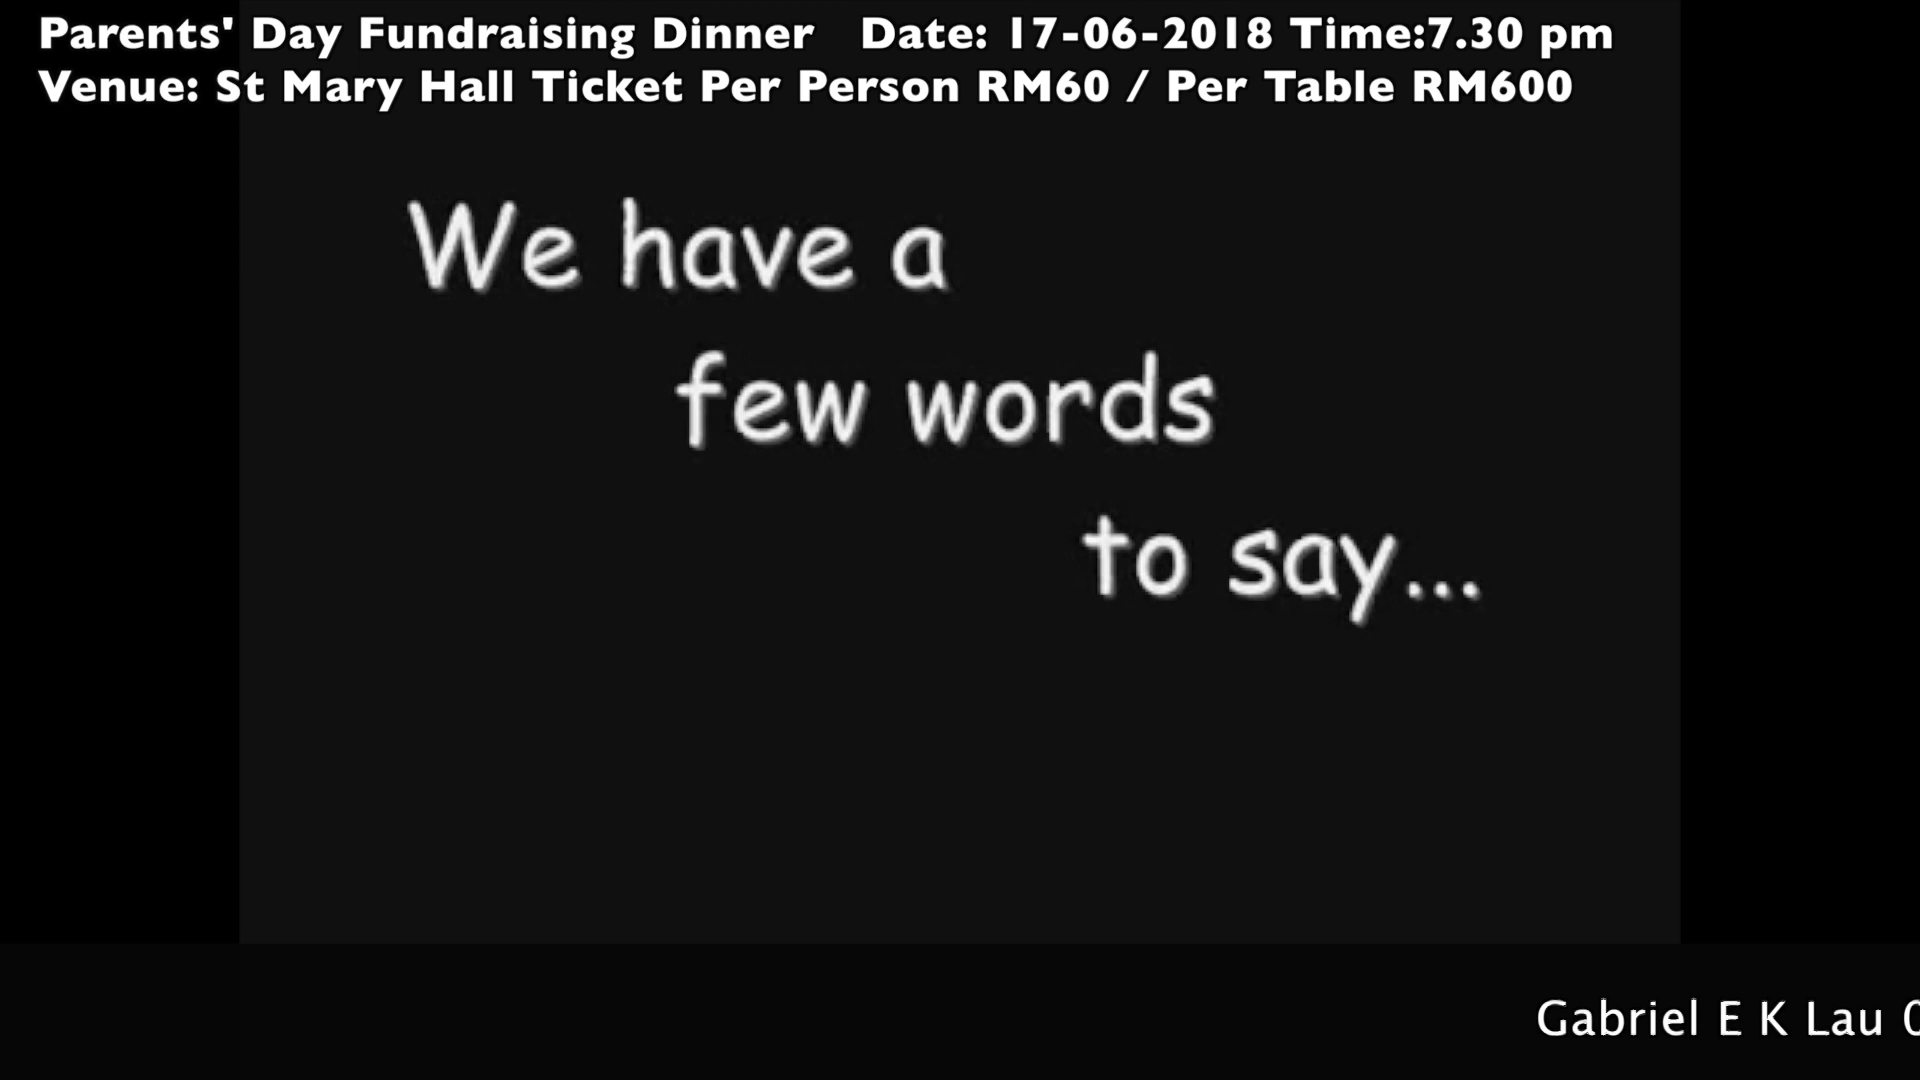 Parents' Day Fundraising Dinner Date: 17-06-2018 Time:7.30 pm
Venue: St Mary Hall Ticket Per Person RM60 / Per Table RM600
We have a
few words
to say...
Gabriel E K Lau